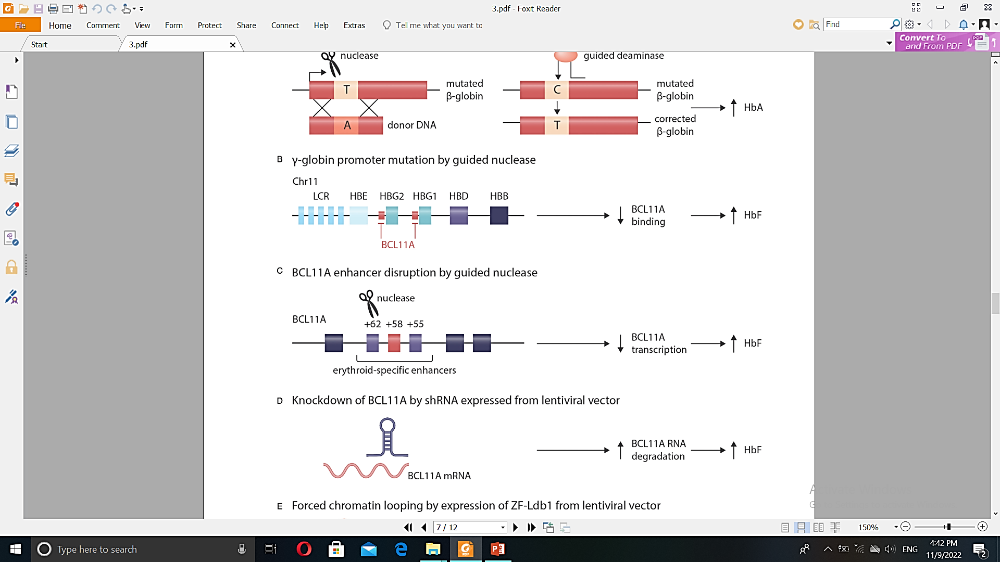 3.pdf - Foxit Reader
File Home Comment View Form Protect Share Connect Help Extras Tell me what you want to
Find
Start 3.pdf
Convert To
and From PDF
PDF
nuclease
guided deaminase
T
mutated
β-globin
A
donor DNA
C
mutated
β-globin
T
corrected
β-globin
HbA
B γ-globin promoter mutation by guided nuclease
Chr11
LCR HBE HBG2 HBG1 HBD HBB
BCL11A
BCL11A
binding
HbF
C BCL11A enhancer disruption by guided nuclease
nuclease
BCL11A
+62 +58 +55
erythroid-specific enhancers
BCL11A
transcription
HbF
D Knockdown of BCL11A by shRNA expressed from lentiviral vector
BCL11A mRNA
BCL11A RNA
degradation
HbF
E Forced chromatin looping by expression of ZF-Ldb1 from lentiviral vector
Activate Windows
7 / 12
150%
Type here to search
ENG
4:42 PM
11/9/2022
2